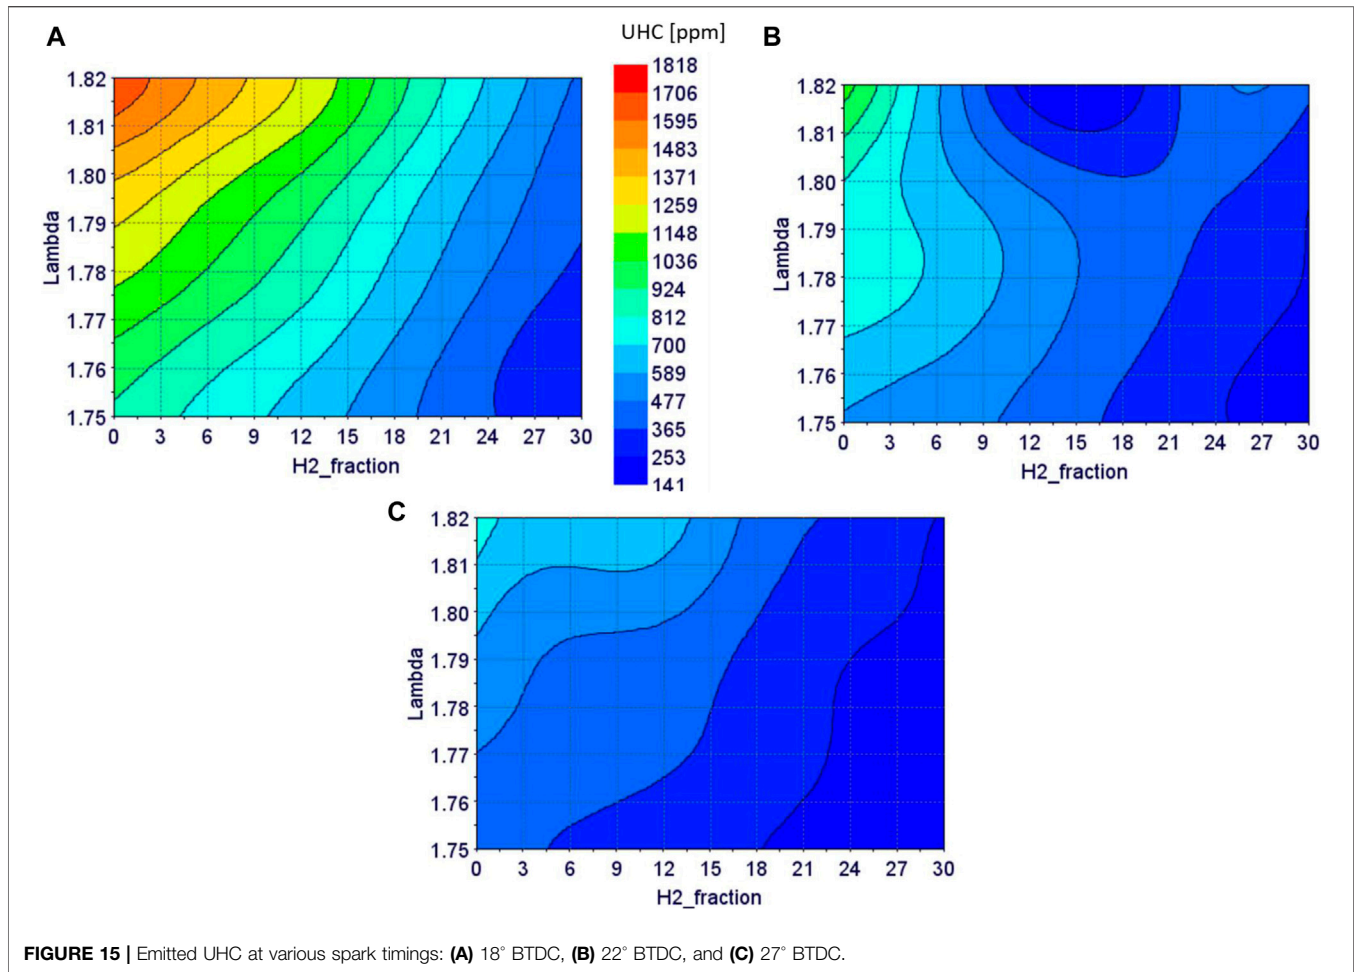 A
UHC [ppm]
B
1.82
1.81
1.80
1.79
1.78
1.77
1.76
1.75
Lambda
0 3 6 9 12 15 18 21 24 27 30
H2_fraction
1818
1706
1595
1483
1371
1259
1148
1036
924
812
700
589
477
365
253
141
1.82
1.81
1.80
1.79
1.78
1.77
1.76
1.75
Lambda
0 3 6 9 12 15 18 21 24 27 30
H2_fraction
C
1.82
1.81
1.80
1.79
1.78
1.77
1.76
1.75
Lambda
0 3 6 9 12 15 18 21 24 27 30
H2_fraction
FIGURE 15 | Emitted UHC at various spark timings: (A) 18° BTDC, (B) 22° BTDC, and (C) 27° BTDC.